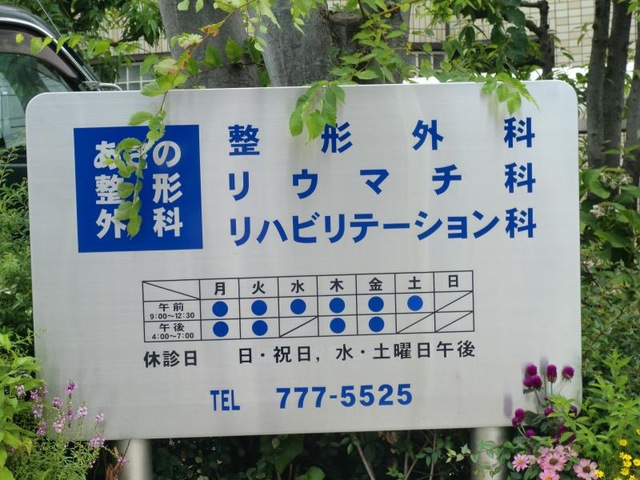 整形外科
リウマチ科
リハビリテーション科
整形
外科
月 火 水 木 金 土 日
午前 9:00~12:30 ● ● ● ● ● ●
午後 4:00~7:00 ● ● ● ●
休診日 日・祝日, 水・土曜日午後
TEL 777-5525